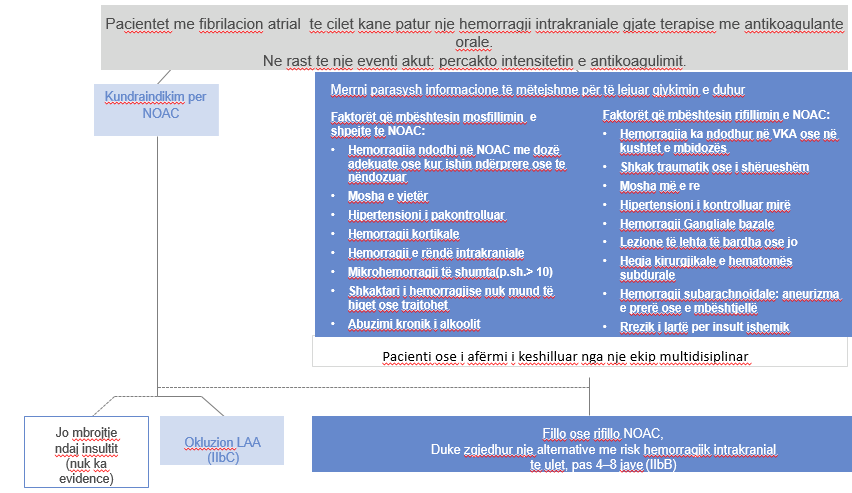 Pacientet me fibrilacion atrial te cilet kane patur nje hemorragji intrakraniale gjate terapise me antikoagulante
orale.
Ne rast te nje eventi akut: percakto intensitetin e antikoagulimit.
Kundraindikim per
NOAC
Merrni parasysh informacione të mëtejshme për të lejuar gjykimin e duhur
Faktorët që mbështesin mosfillimin e
shpejte te NOAC:
• Hemorragjia ndodhi në NOAC me dozë
adekuate ose kur ishin ndërprere ose te
nëndozuar
• Mosha e vjetër
• Hipertensioni i pakontrolluar
• Hemorragji kortikale
• Hemorragji e rëndë intrakraniale
• Mikrohemorragji të shumta(p.sh.> 10)
• Shkaktari i hemorragjise nuk mund të
hiqet ose trajtohet
• Abuzimi kronik i alkoolit
Faktorët që mbështesin rifillimin e NOAC:
• Hemorragjia ka ndodhur në VKA ose në
kushtet e mbidozës
• Shkak traumatik ose i shërueshëm
• Mosha më e re
• Hipertensioni i kontrolluar mirë
• Hemorragji Gangliale bazale
• Lezione të lehta të bardha ose jo
• Heqja kirurgjikale e hematomës
subdurale
• Hemorragji subarachnoidale: aneurizma
e prerë ose e mbështjellë
• Rrezik i lartë per insult ishemik
Pacienti ose i afërmi i keshilluar nga nje ekip multidisiplinar
Jo mbrojtje
ndaj insultit
(nuk ka
evidence)
Okluzion LAA
(IIbC)
Fillo ose rifillo NOAC,
Duke zgjedhur nje alternative me risk hemorragjik intrakranial
te ulet, pas 4–8 jave (IIbB)